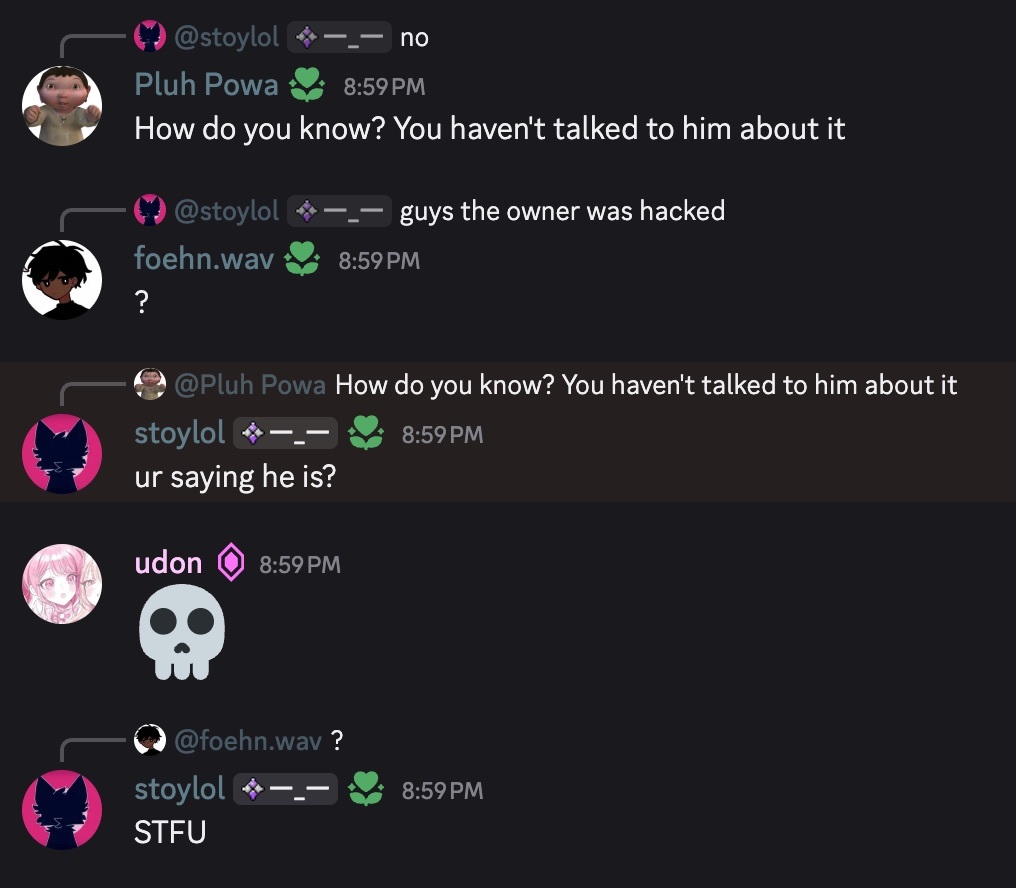 @stoylol —_— no
Pluh Powa 8:59 PM
How do you know? You haven't talked to him about it
@stoylol —_— guys the owner was hacked
foehn.wav 8:59 PM
?
@Pluh Powa How do you know? You haven't talked to him about it
stoylol —_— 8:59 PM
ur saying he is?
udon 8:59 PM
@foehn.wav ?
stoylol —_— 8:59 PM
STFU